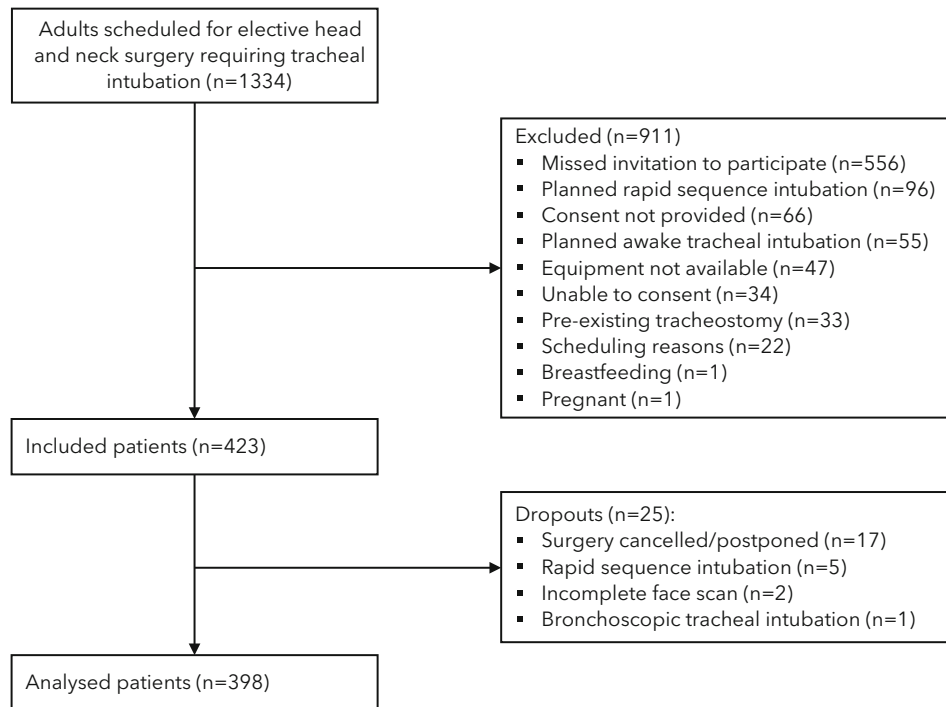 Adults scheduled for elective head
and neck surgery requiring tracheal
intubation (n=1334)
Excluded (n=911)
▪ Missed invitation to participate (n=556)
▪ Planned rapid sequence intubation (n=96)
▪ Consent not provided (n=66)
▪ Planned awake tracheal intubation (n=55)
▪ Equipment not available (n=47)
▪ Unable to consent (n=34)
▪ Pre-existing tracheostomy (n=33)
▪ Scheduling reasons (n=22)
▪ Breastfeeding (n=1)
▪ Pregnant (n=1)
Included patients (n=423)
Dropouts (n=25):
▪ Surgery cancelled/postponed (n=17)
▪ Rapid sequence intubation (n=5)
▪ Incomplete face scan (n=2)
▪ Bronchoscopic tracheal intubation (n=1)
Analysed patients (n=398)